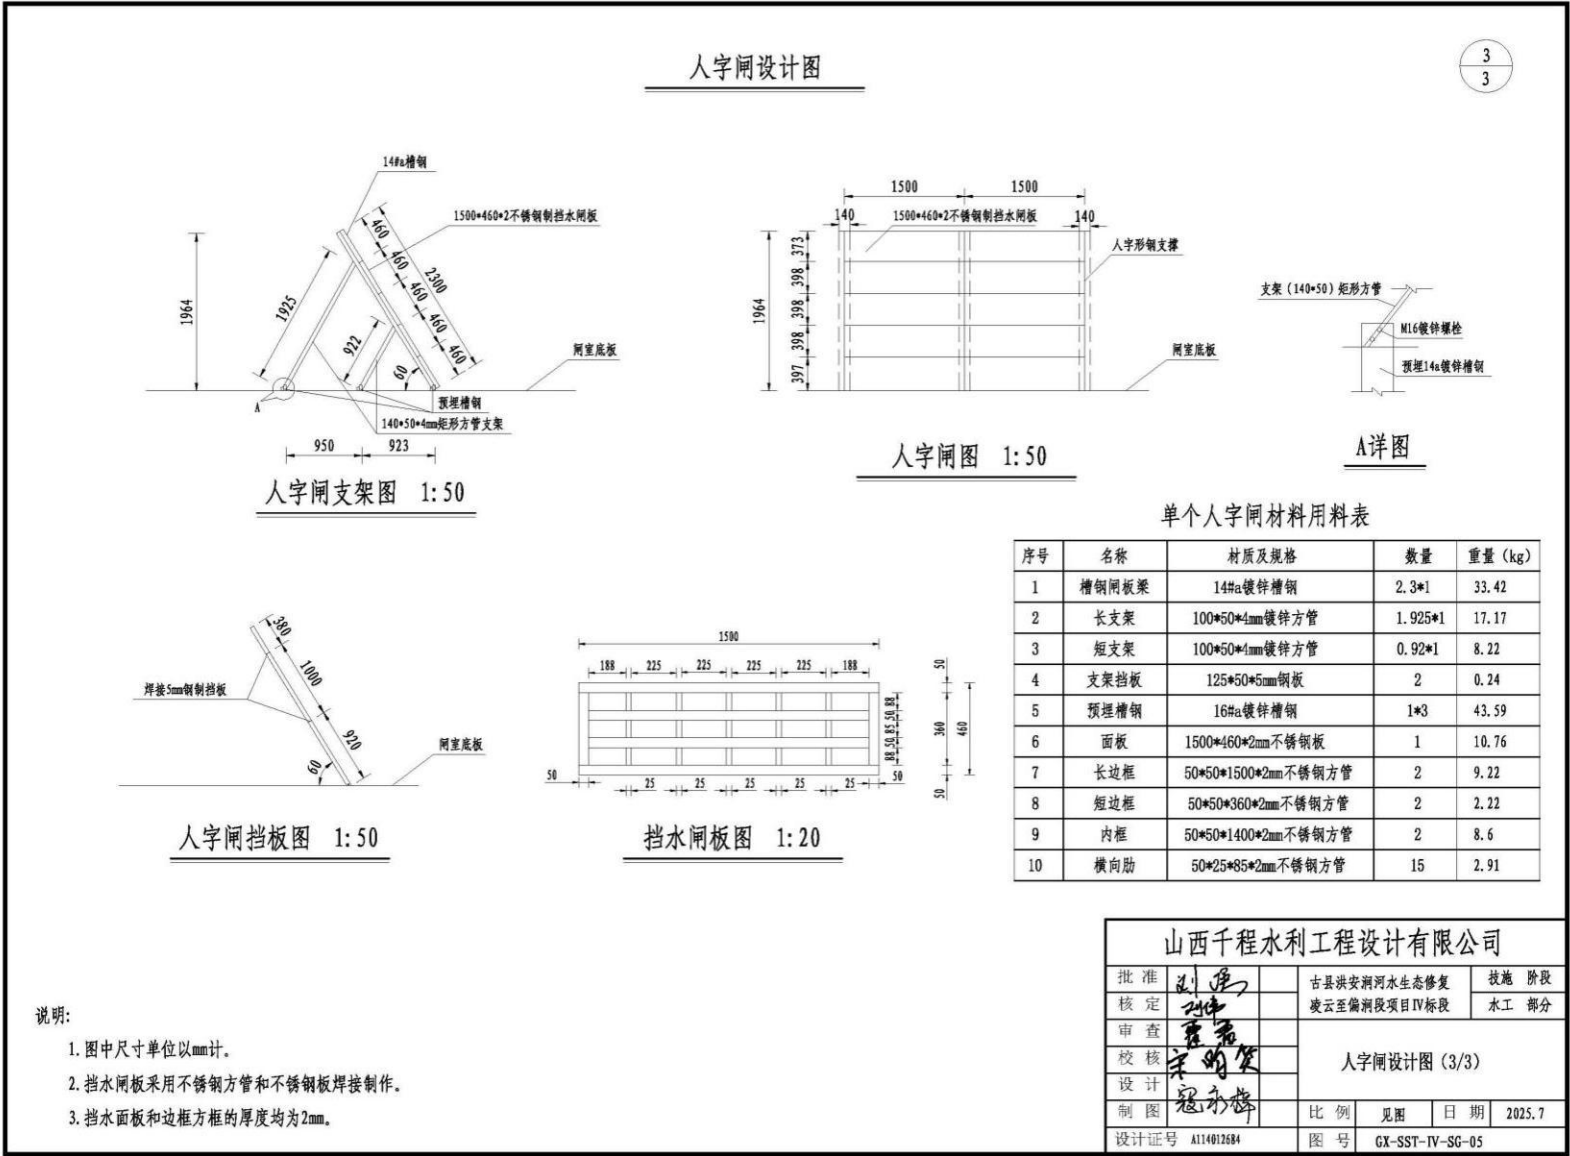 人字闸设计图
3
3
14#a槽钢
1500*460*2不锈钢制挡水闸板
460
460
460
460
460
2300
1964
1925
922
60
闸室底板
A
预埋槽钢
140*50*4mm矩形方管支架
950
923
人字闸支架图 1:50
1500
1500
140
1500*460*2不锈钢制挡水闸板
140
人字形钢支撑
373
398
398
398
397
1964
闸室底板
人字闸图 1:50
支架(140*50)矩形方管
M16镀锌螺栓
预埋14a镀锌槽钢
A详图
380
1000
920
焊接5mm钢制挡板
60
闸室底板
人字闸挡板图 1:50
1500
188 225 225 225 225 188
50
88
50
85
50
88
360
460
50
50 25 25 25 25 25 50
挡水闸板图 1:20
单个人字闸材料用料表
序号 名称 材质及规格 数量 重量(kg)
1 槽钢闸板梁 14#a镀锌槽钢 2.3*1 33.42
2 长支架 100*50*4mm镀锌方管 1.925*1 17.17
3 短支架 100*50*4mm镀锌方管 0.92*1 8.22
4 支架挡板 125*50*5mm钢板 2 0.24
5 预埋槽钢 16#a镀锌槽钢 1*3 43.59
6 面板 1500*460*2mm不锈钢板 1 10.76
7 长边框 50*50*1500*2mm不锈钢方管 2 9.22
8 短边框 50*50*360*2mm不锈钢方管 2 2.22
9 内框 50*50*1400*2mm不锈钢方管 2 8.6
10 横向肋 50*25*85*2mm不锈钢方管 15 2.91
说明:
1.图中尺寸单位以mm计。
2.挡水闸板采用不锈钢方管和不锈钢板焊接制作。
3.挡水面板和边框方框的厚度均为2mm。
山西千程水利工程设计有限公司
批准
核定
审查
校核
设计
制图
古县洪安涧河水生态修复
凌云至偏涧段项目IV标段
技施 阶段
水工 部分
人字闸设计图(3/3)
比例 见图 日期 2025.7
设计证号 A114012684 图号 GX-SST-IV-SG-05